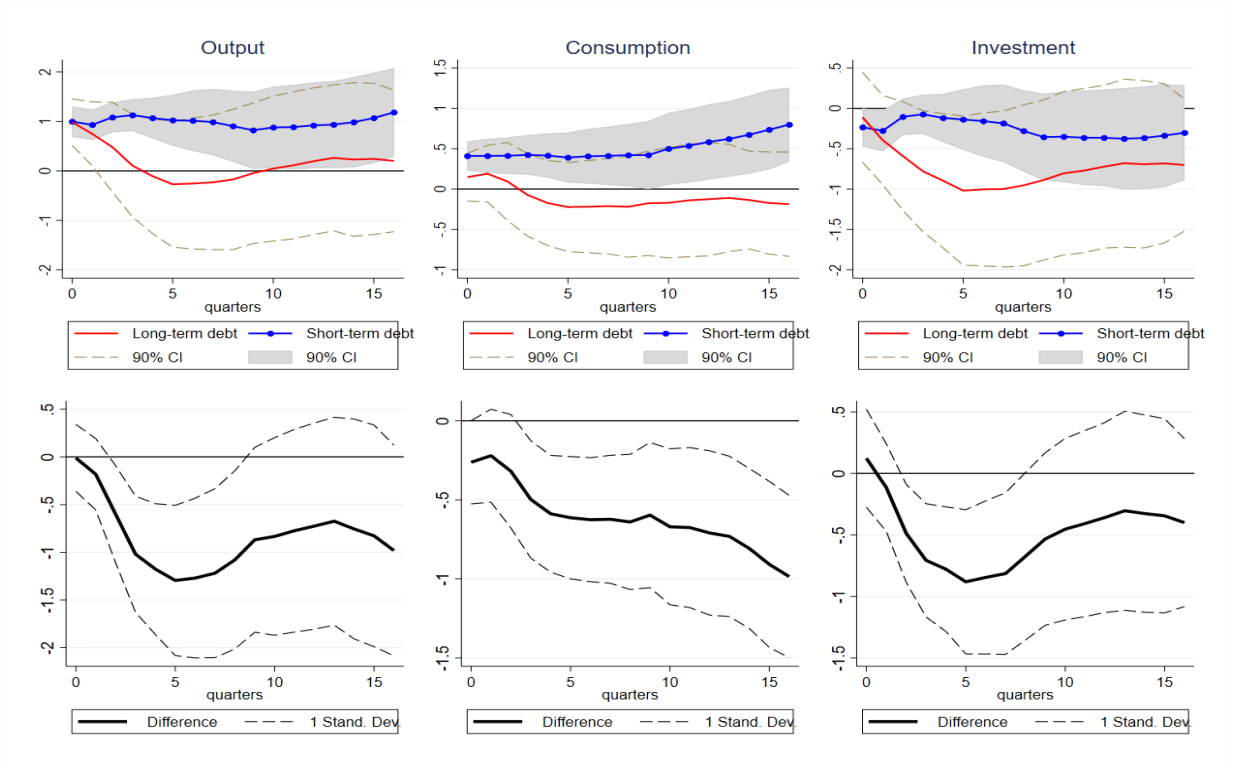 Output
2
1
0
-1
-2
0 5 10 15
quarters
Long-term debt Short-term debt
90% CI 90% CI
Consumption
1.5
1
.5
0
-.5
-1
0 5 10 15
quarters
Long-term debt Short-term debt
90% CI 90% CI
Investment
.5
0
-.5
-1
-1.5
-2
0 5 10 15
quarters
Long-term debt Short-term debt
90% CI 90% CI
.5
0
-.5
-1
-1.5
-2
0 5 10 15
quarters
Difference 1 Stand. Dev.
0
-.5
-1
-1.5
0 5 10 15
quarters
Difference 1 Stand. Dev.
.5
0
-.5
-1
-1.5
0 5 10 15
quarters
Difference 1 Stand. Dev.